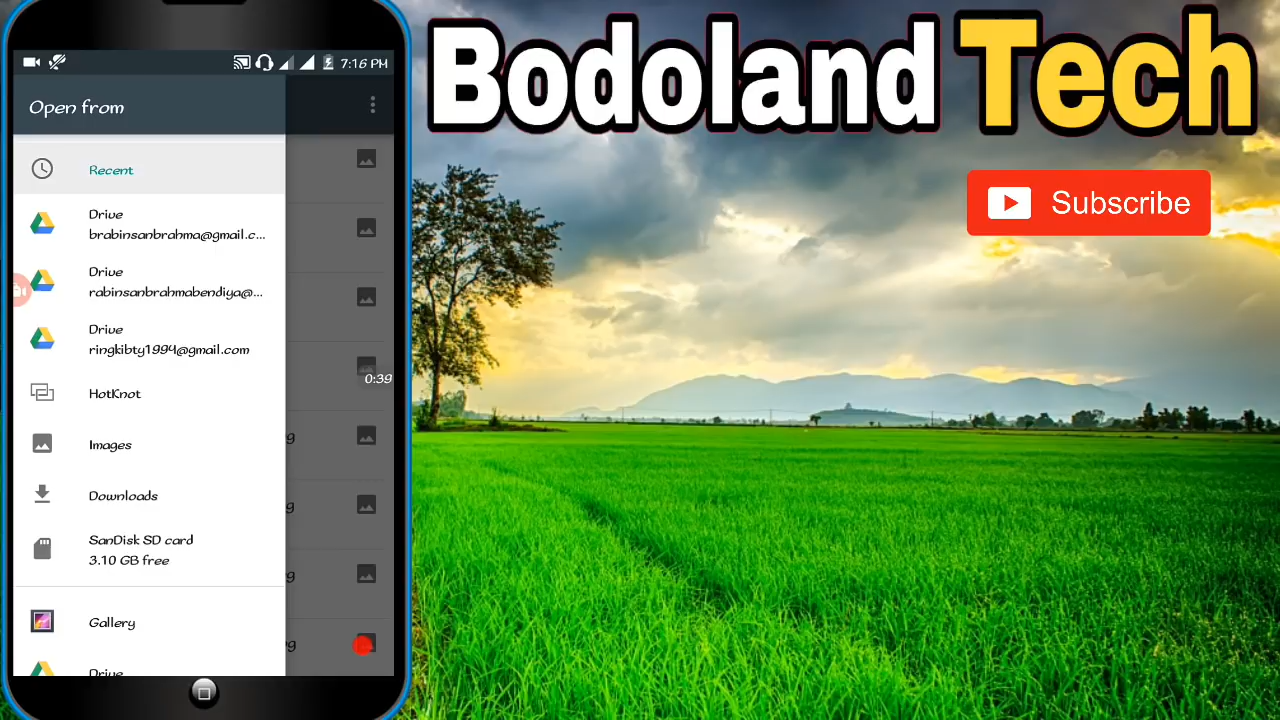 Bodoland Tech
Subscribe
7:16 PM
Open from
Recent
Drive
brabinsanbrahma@gmail.c...
Drive
rabinsanbrahmabendiya@...
Drive
ringkibty1994@gmail.com
0:39
HotKnot
g
Images
Downloads
g
SanDisk SD card
3.10 GB free
g
Gallery
g
Drive